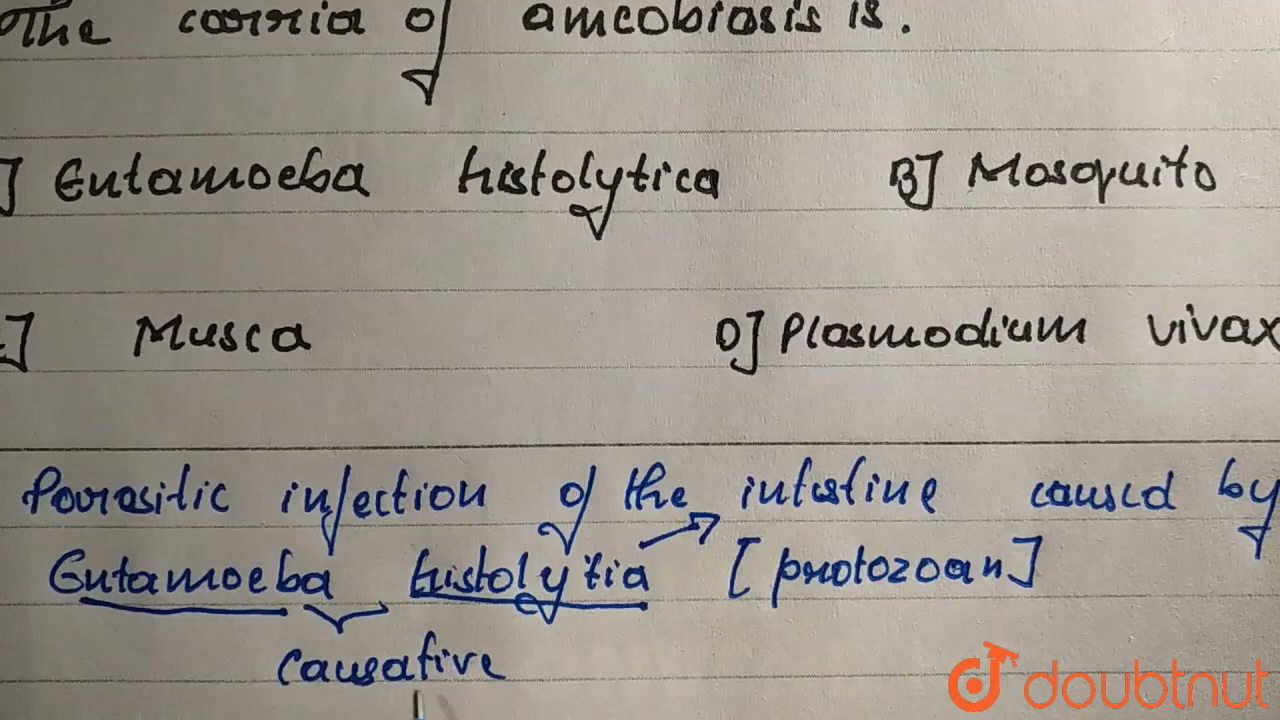 The carria of ameobiosis is.
] Entamoeba histolytica B] Mosquito
] Musca D] Plasmodium vivax
Parasitic infection of the intestine caused by
Entamoeba histolytia [protozoan]
causative
doubtnut